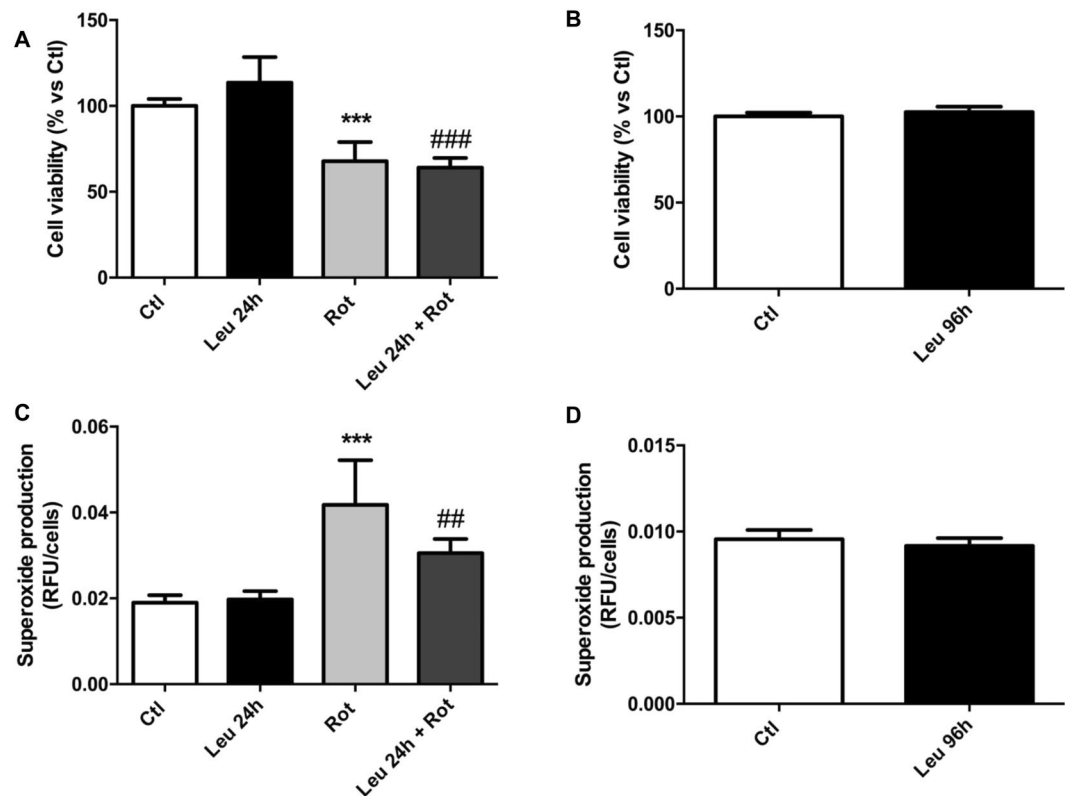 A
Cell viability (% vs Ctl)
150
100
50
0
***
###
Ctl
Leu 24h
Rot
Leu 24h + Rot
B
Cell viability (% vs Ctl)
150
100
50
0
Ctl
Leu 96h
C
Superoxide production
(RFU/cells)
0.06
0.04
0.02
0.00
***
##
Ctl
Leu 24h
Rot
Leu 24h + Rot
D
Superoxide production
(RFU/cells)
0.015
0.010
0.005
0.000
Ctl
Leu 96h